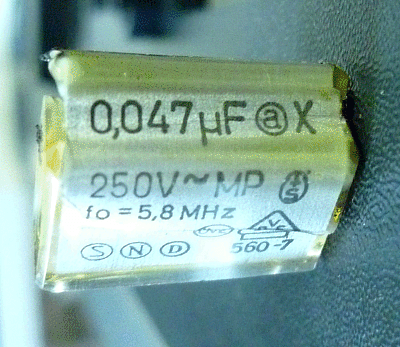 0,047µF ⓐ X
250V~MP S
fo = 5,8 MHz
Ⓢ Ⓝ Ⓓ 560-7